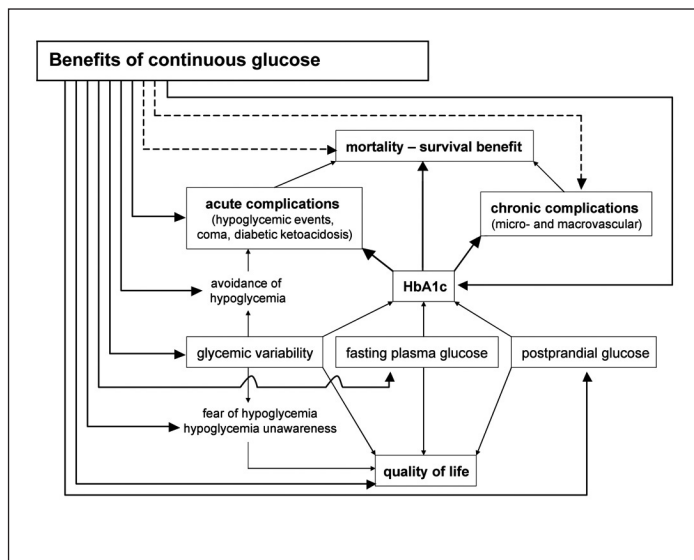 Benefits of continuous glucose
mortality – survival benefit
acute complications
(hypoglycemic events,
coma, diabetic ketoacidosis)
chronic complications
(micro- and macrovascular)
HbA1c
avoidance of
hypoglycemia
glycemic variability
fasting plasma glucose
postprandial glucose
fear of hypoglycemia
hypoglycemia unawareness
quality of life